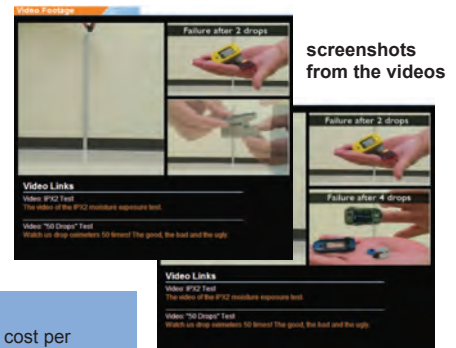 Video Footage
Failure after 2 drops
Video Links
Video: IPX2 Test
The video of the IPX2 moisture exposure test.
Video: "50 Drops" Test
Watch us drop oximeters 50 times! The good, the bad and the ugly.
screenshots
from the videos
Failure after 2 drops
Failure after 4 drops
Video Links
Video: IPX2 Test
The video of the IPX2 moisture exposure test.
Video: "50 Drops" Test
Watch us drop oximeters 50 times! The good, the bad and the ugly.
cost per